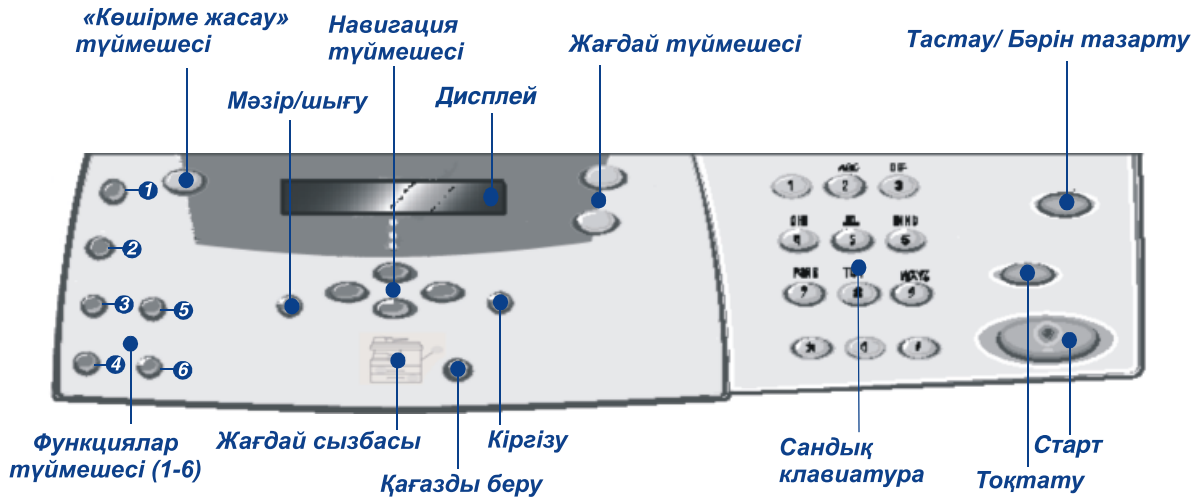 «Көшірме жасау»
түймешесі
Навигация
түймешесі
Жағдай түймешесі
Тастау/ Бәрін тазарту
Мәзір/шығу
Дисплей
1
2
3
5
4
6
1
ABC
2
3
5
7
8
9
Функциялар
түймешесі (1-6)
Жағдай сызбасы
Қағазды беру
Кіргізу
Сандық
клавиатура
Старт
Тоқтату